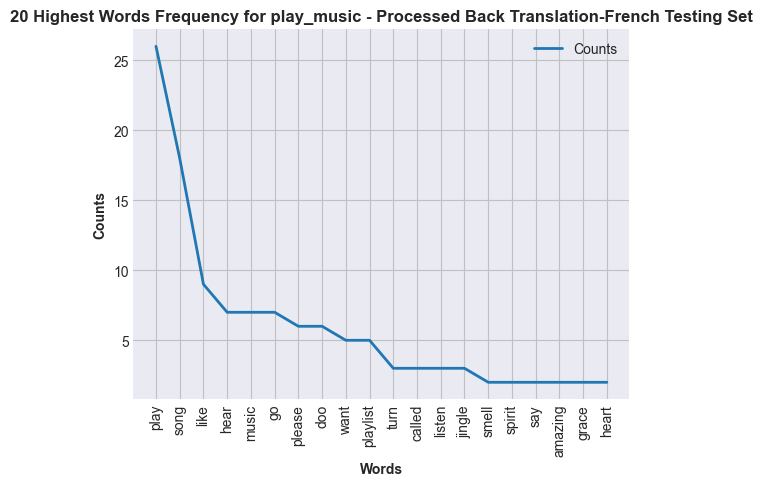 20 Highest Words Frequency for play_music - Processed Back Translation-French Testing Set
Counts
25
20
15
10
5
Counts
play
song
like
hear
music
go
please
doo
want
playlist
turn
called
listen
jingle
smell
spirit
say
amazing
grace
heart
Words